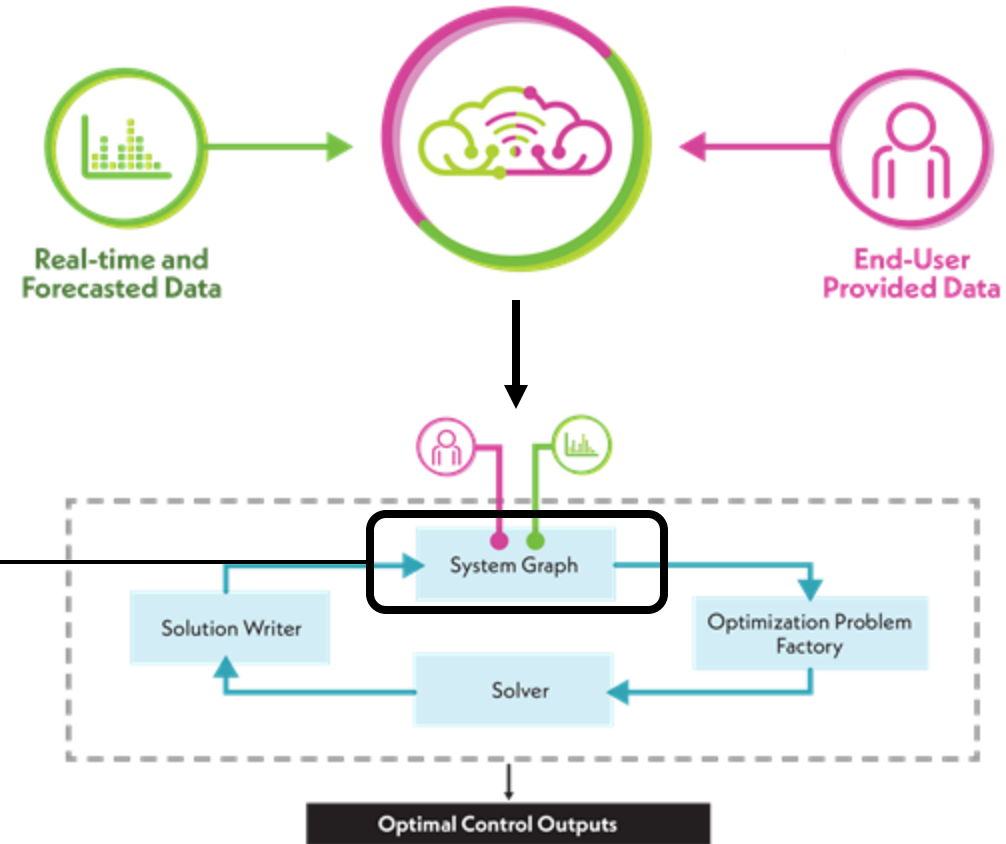 Real-time and
Forecasted Data
End-User
Provided Data
System Graph
Solution Writer
Optimization Problem
Factory
Solver
Optimal Control Outputs